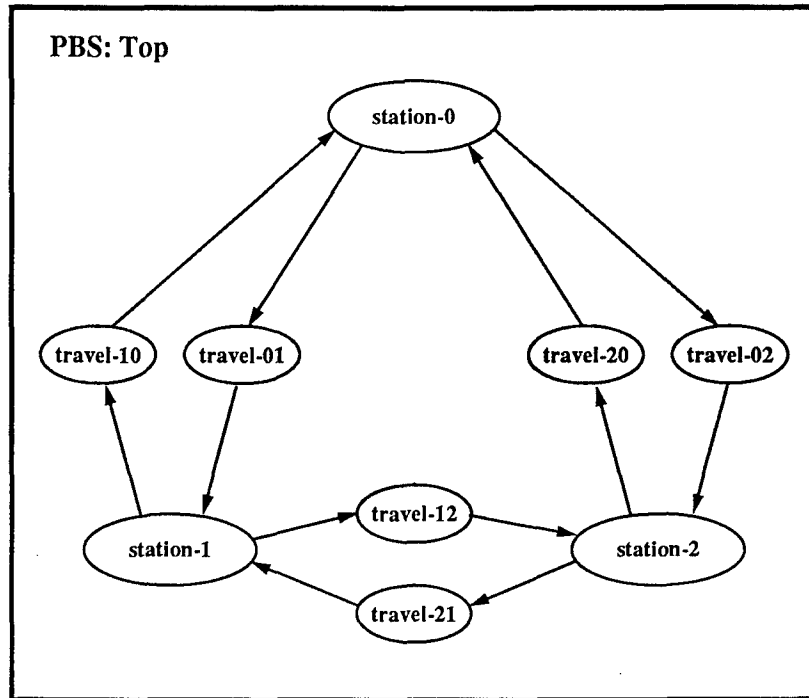 PBS: Top
station-0
travel-10
travel-01
travel-20
travel-02
travel-12
station-1
station-2
travel-21